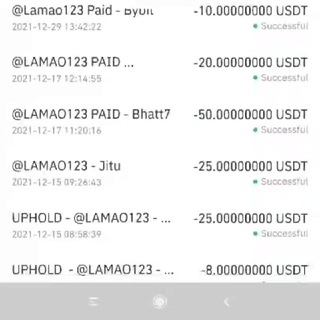 @Lamao123 Paid - Bybit -10.00000000 USDT
2021-12-29 13:42:22 Successful
@LAMAO123 PAID ... -20.00000000 USDT
2021-12-17 12:14:55 Successful
@LAMAO123 PAID - Bhatt7 -50.00000000 USDT
2021-12-17 11:20:16 Successful
@LAMAO123 - Jitu -25.00000000 USDT
2021-12-15 09:26:43 Successful
UPHOLD - @LAMAO123 - ... -25.00000000 USDT
2021-12-15 08:58:39 Successful
UPHOLD - @LAMAO123 - ... -8.00000000 USDT